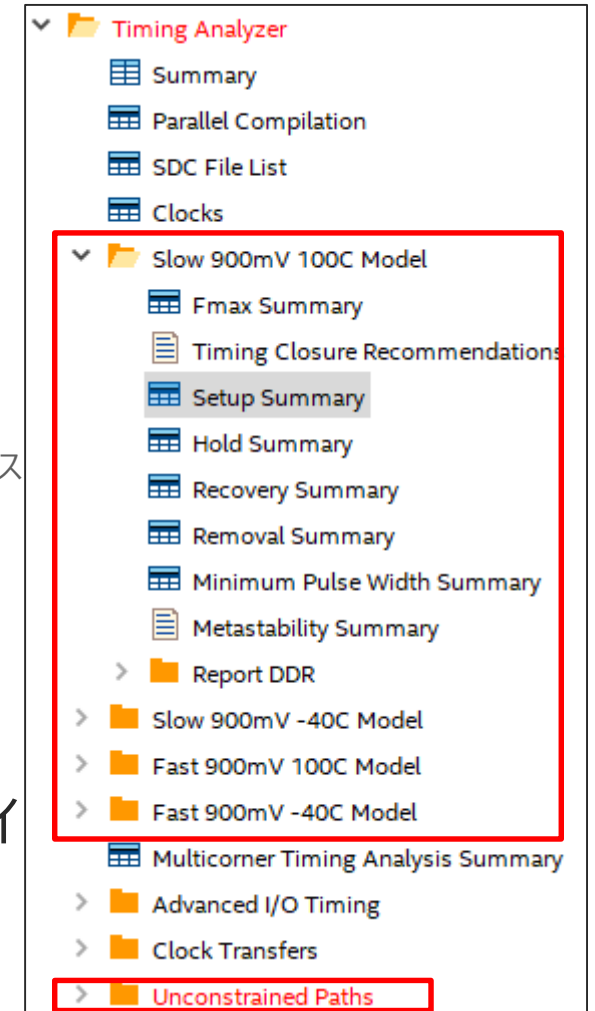 Timing Analyzer
Summary
Parallel Compilation
SDC File List
Clocks
Slow 900mV 100C Model
Fmax Summary
Timing Closure Recommendations
Setup Summary
Hold Summary
ス
Recovery Summary
Removal Summary
Minimum Pulse Width Summary
Metastability Summary
Report DDR
Slow 900mV -40C Model
Fast 900mV 100C Model
Fast 900mV -40C Model
イ
Multicorner Timing Analysis Summary
Advanced I/O Timing
Clock Transfers
Unconstrained Paths